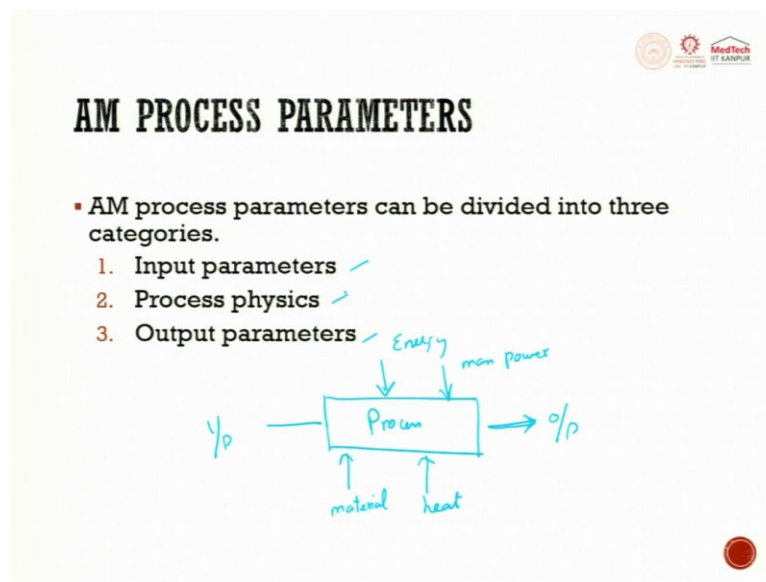 MedTech
IIT KANPUR
AM PROCESS PARAMETERS
▪ AM process parameters can be divided into three
categories.
1. Input parameters
2. Process physics
3. Output parameters
Energy
man power
I/P
Process
O/P
material
heat